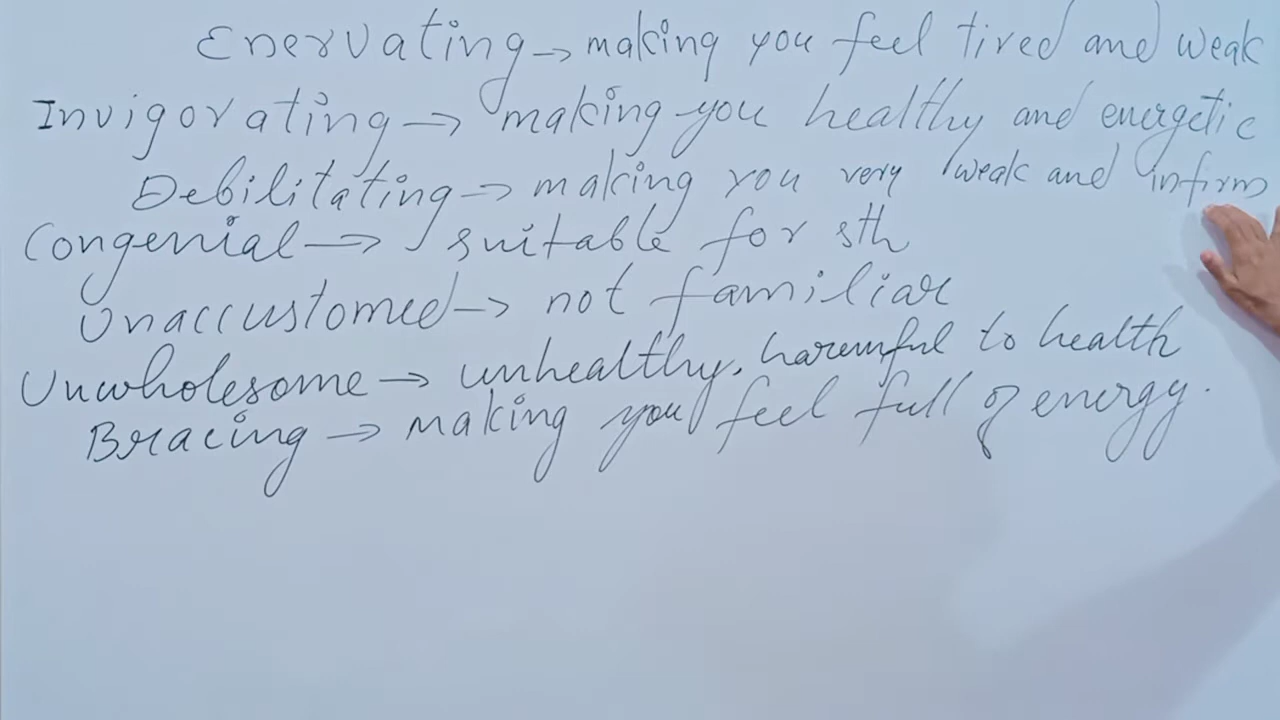 Enervating → making you feel tired and weak
Invigorating → making you healthy and energetic
Debilitating → making you very weak and infirm
Congenial → suitable for sth
Unaccustomed → not familiar
Unwholesome → unhealthy, harmful to health
Bracing → making you feel full of energy.